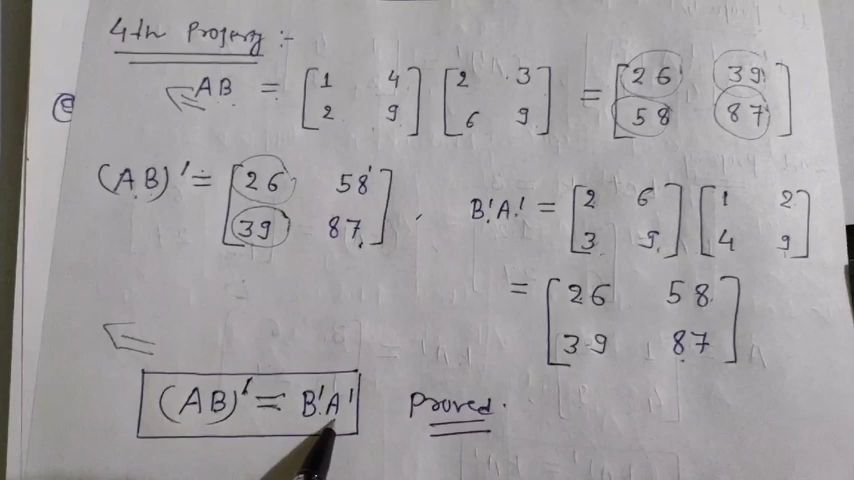 4th Property :-
AB = [1 4 2 9] [2 3 6 9] = [26 39 58 87]
(AB)' = [26 58 39 87] . B'A' = [2 6 3 9] [1 2 4 9]
= [26 58 39 87]
(AB)' = B'A' Proved.